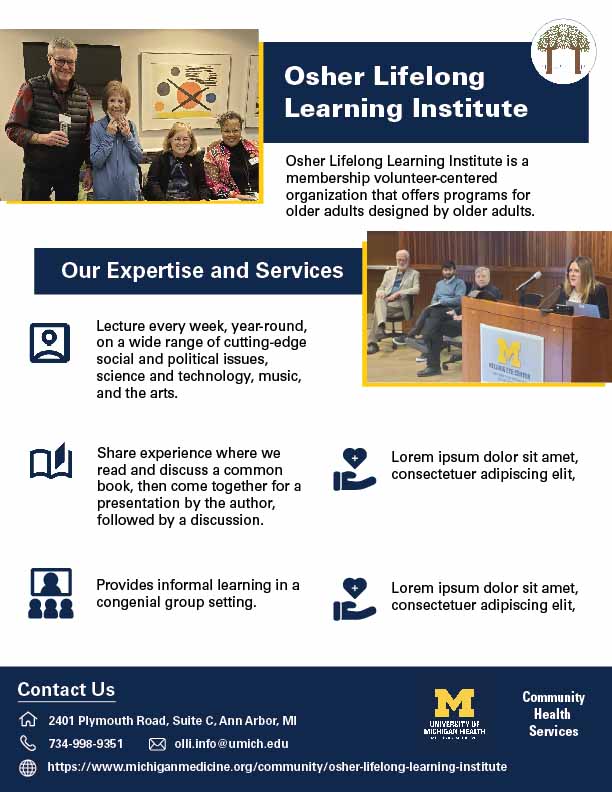 Osher Lifelong
Learning Institute
Osher Lifelong Learning Institute is a
membership volunteer-centered
organization that offers programs for
older adults designed by older adults.
Our Expertise and Services
Lecture every week, year-round,
on a wide range of cutting-edge
social and political issues,
science and technology, music,
and the arts.
M
KELLOGG EYE CENTER
Share experience where we
read and discuss a common
book, then come together for a
presentation by the author,
followed by a discussion.
Lorem ipsum dolor sit amet,
consectetuer adipiscing elit,
Provides informal learning in a
congenial group setting.
Lorem ipsum dolor sit amet,
consectetuer adipiscing elit,
Contact Us
2401 Plymouth Road, Suite C, Ann Arbor, MI
734-998-9351
olli.info@umich.edu
https://www.michiganmedicine.org/community/osher-lifelong-learning-institute
M
UNIVERSITY OF
MICHIGAN HEALTH
Community
Health
Services